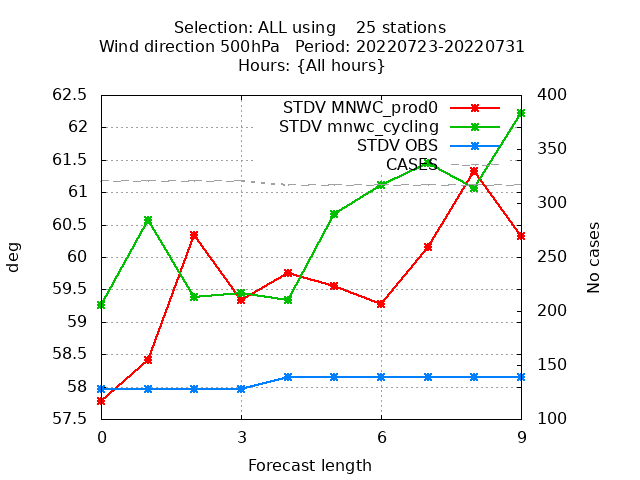 Selection: ALL using    25 stations
Wind direction 500hPa   Period: 20220723-20220731
Hours: {All hours}
62.5
62
61.5
61
60.5
60
59.5
59
58.5
58
57.5
deg
STDV MNWC_prod0
STDV mnwc_cycling
STDV OBS
CASES
400
350
300
250
200
150
100
No cases
0 3 6 9
Forecast length